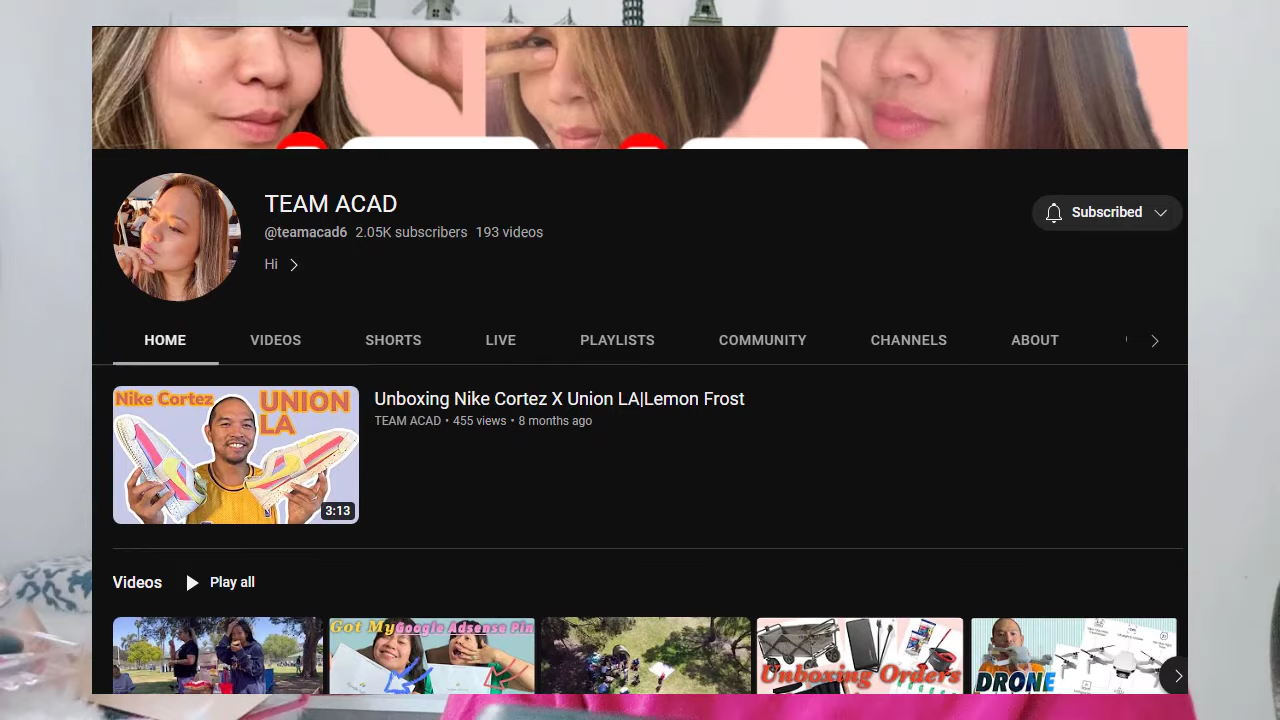 TEAM ACAD
@teamacad6 2.05K subscribers 193 videos
Hi
Subscribed
HOME VIDEOS SHORTS LIVE PLAYLISTS COMMUNITY CHANNELS ABOUT
Nike Cortez
UNION
LA
3:13
Unboxing Nike Cortez X Union LA|Lemon Frost
TEAM ACAD • 455 views • 8 months ago
Videos Play all
Got My Google Adsense Pin
Unboxing Orders
DRONE